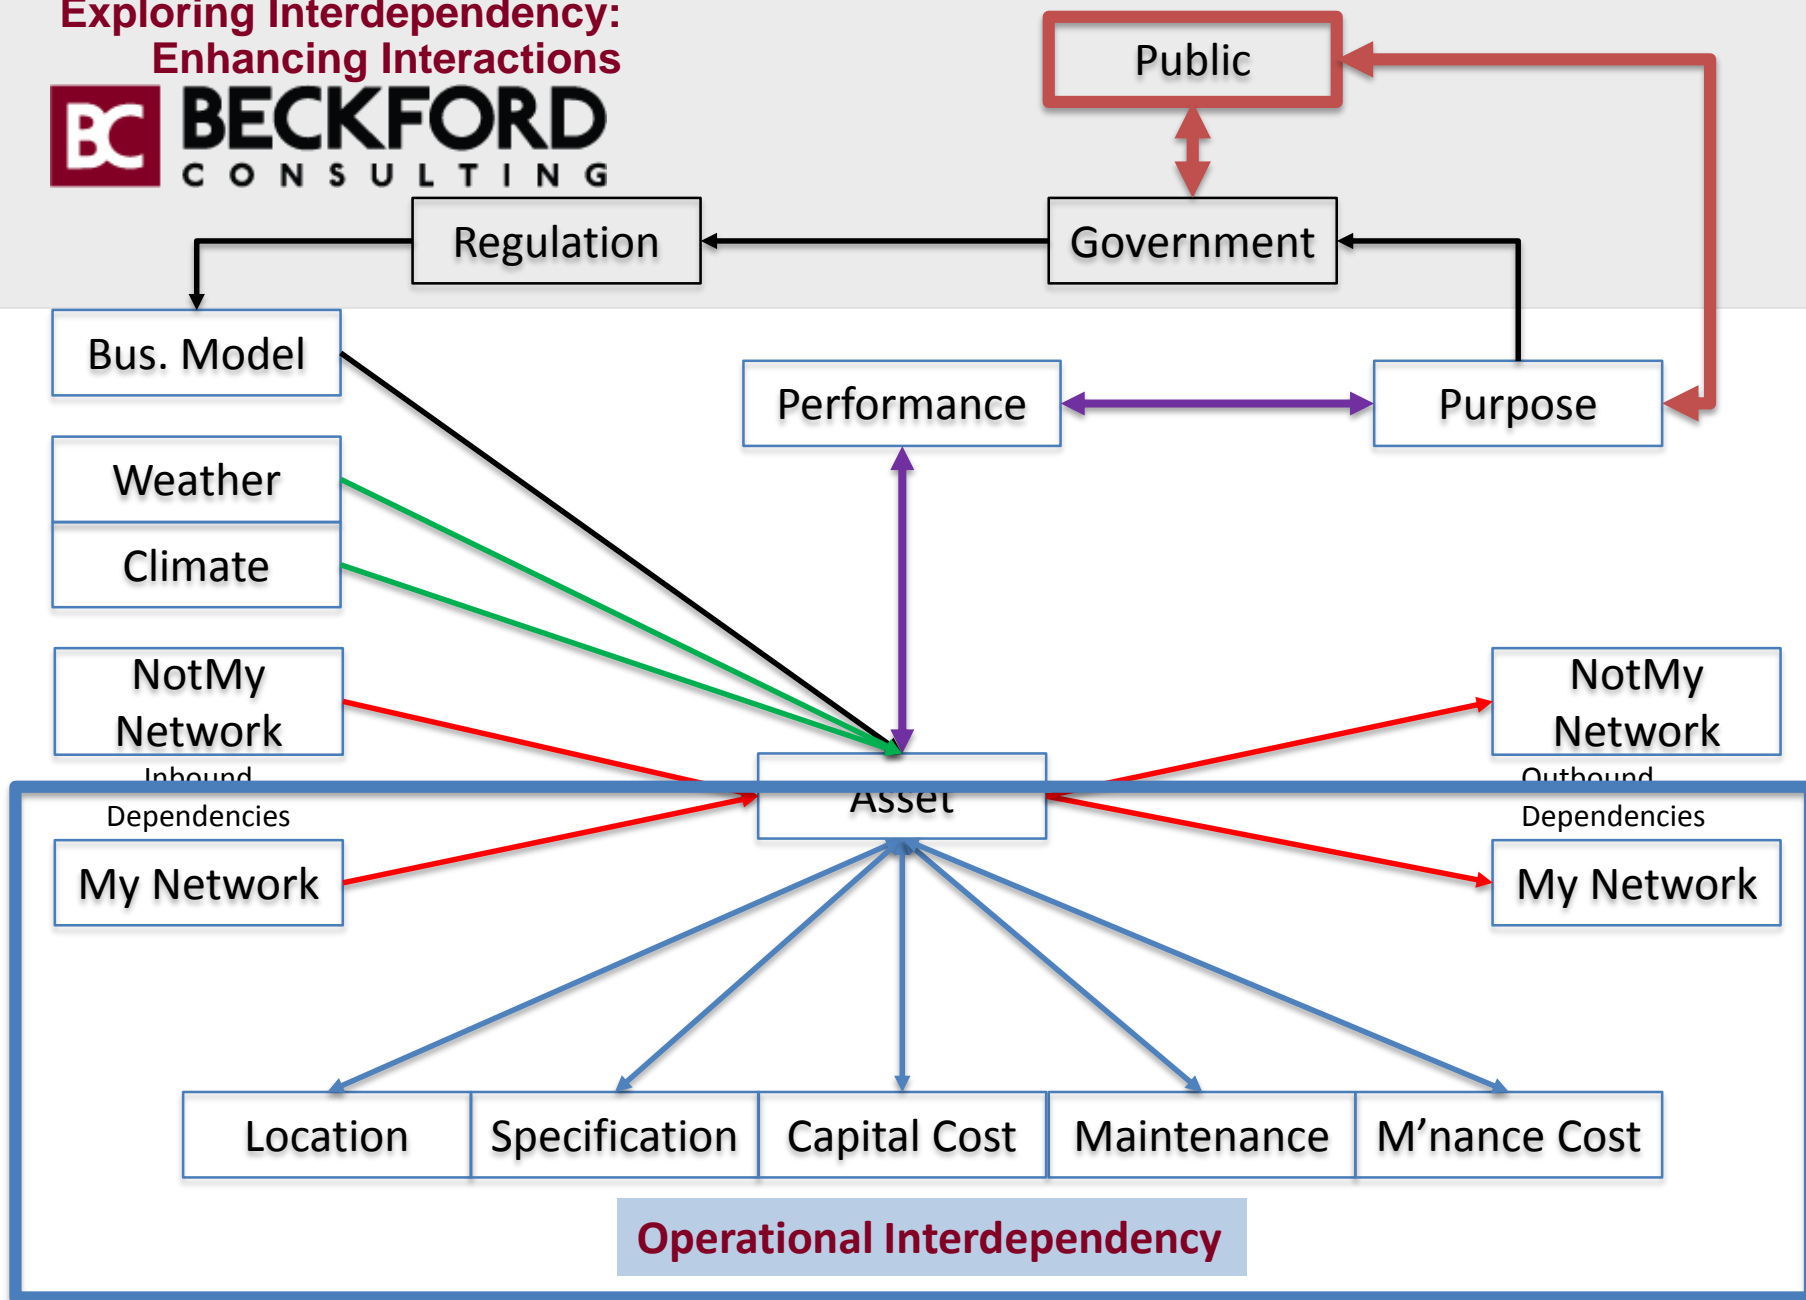 Exploring Interdependency:
Enhancing Interactions
BC BECKFORD
CONSULTING
Public
Regulation
Government
Bus. Model
Performance
Purpose
Weather
Climate
NotMy
Network
NotMy
Network
Inbound
Dependencies
Outbound
Dependencies
Asset
My Network
My Network
Location
Specification
Capital Cost
Maintenance
M'nance Cost
Operational Interdependency